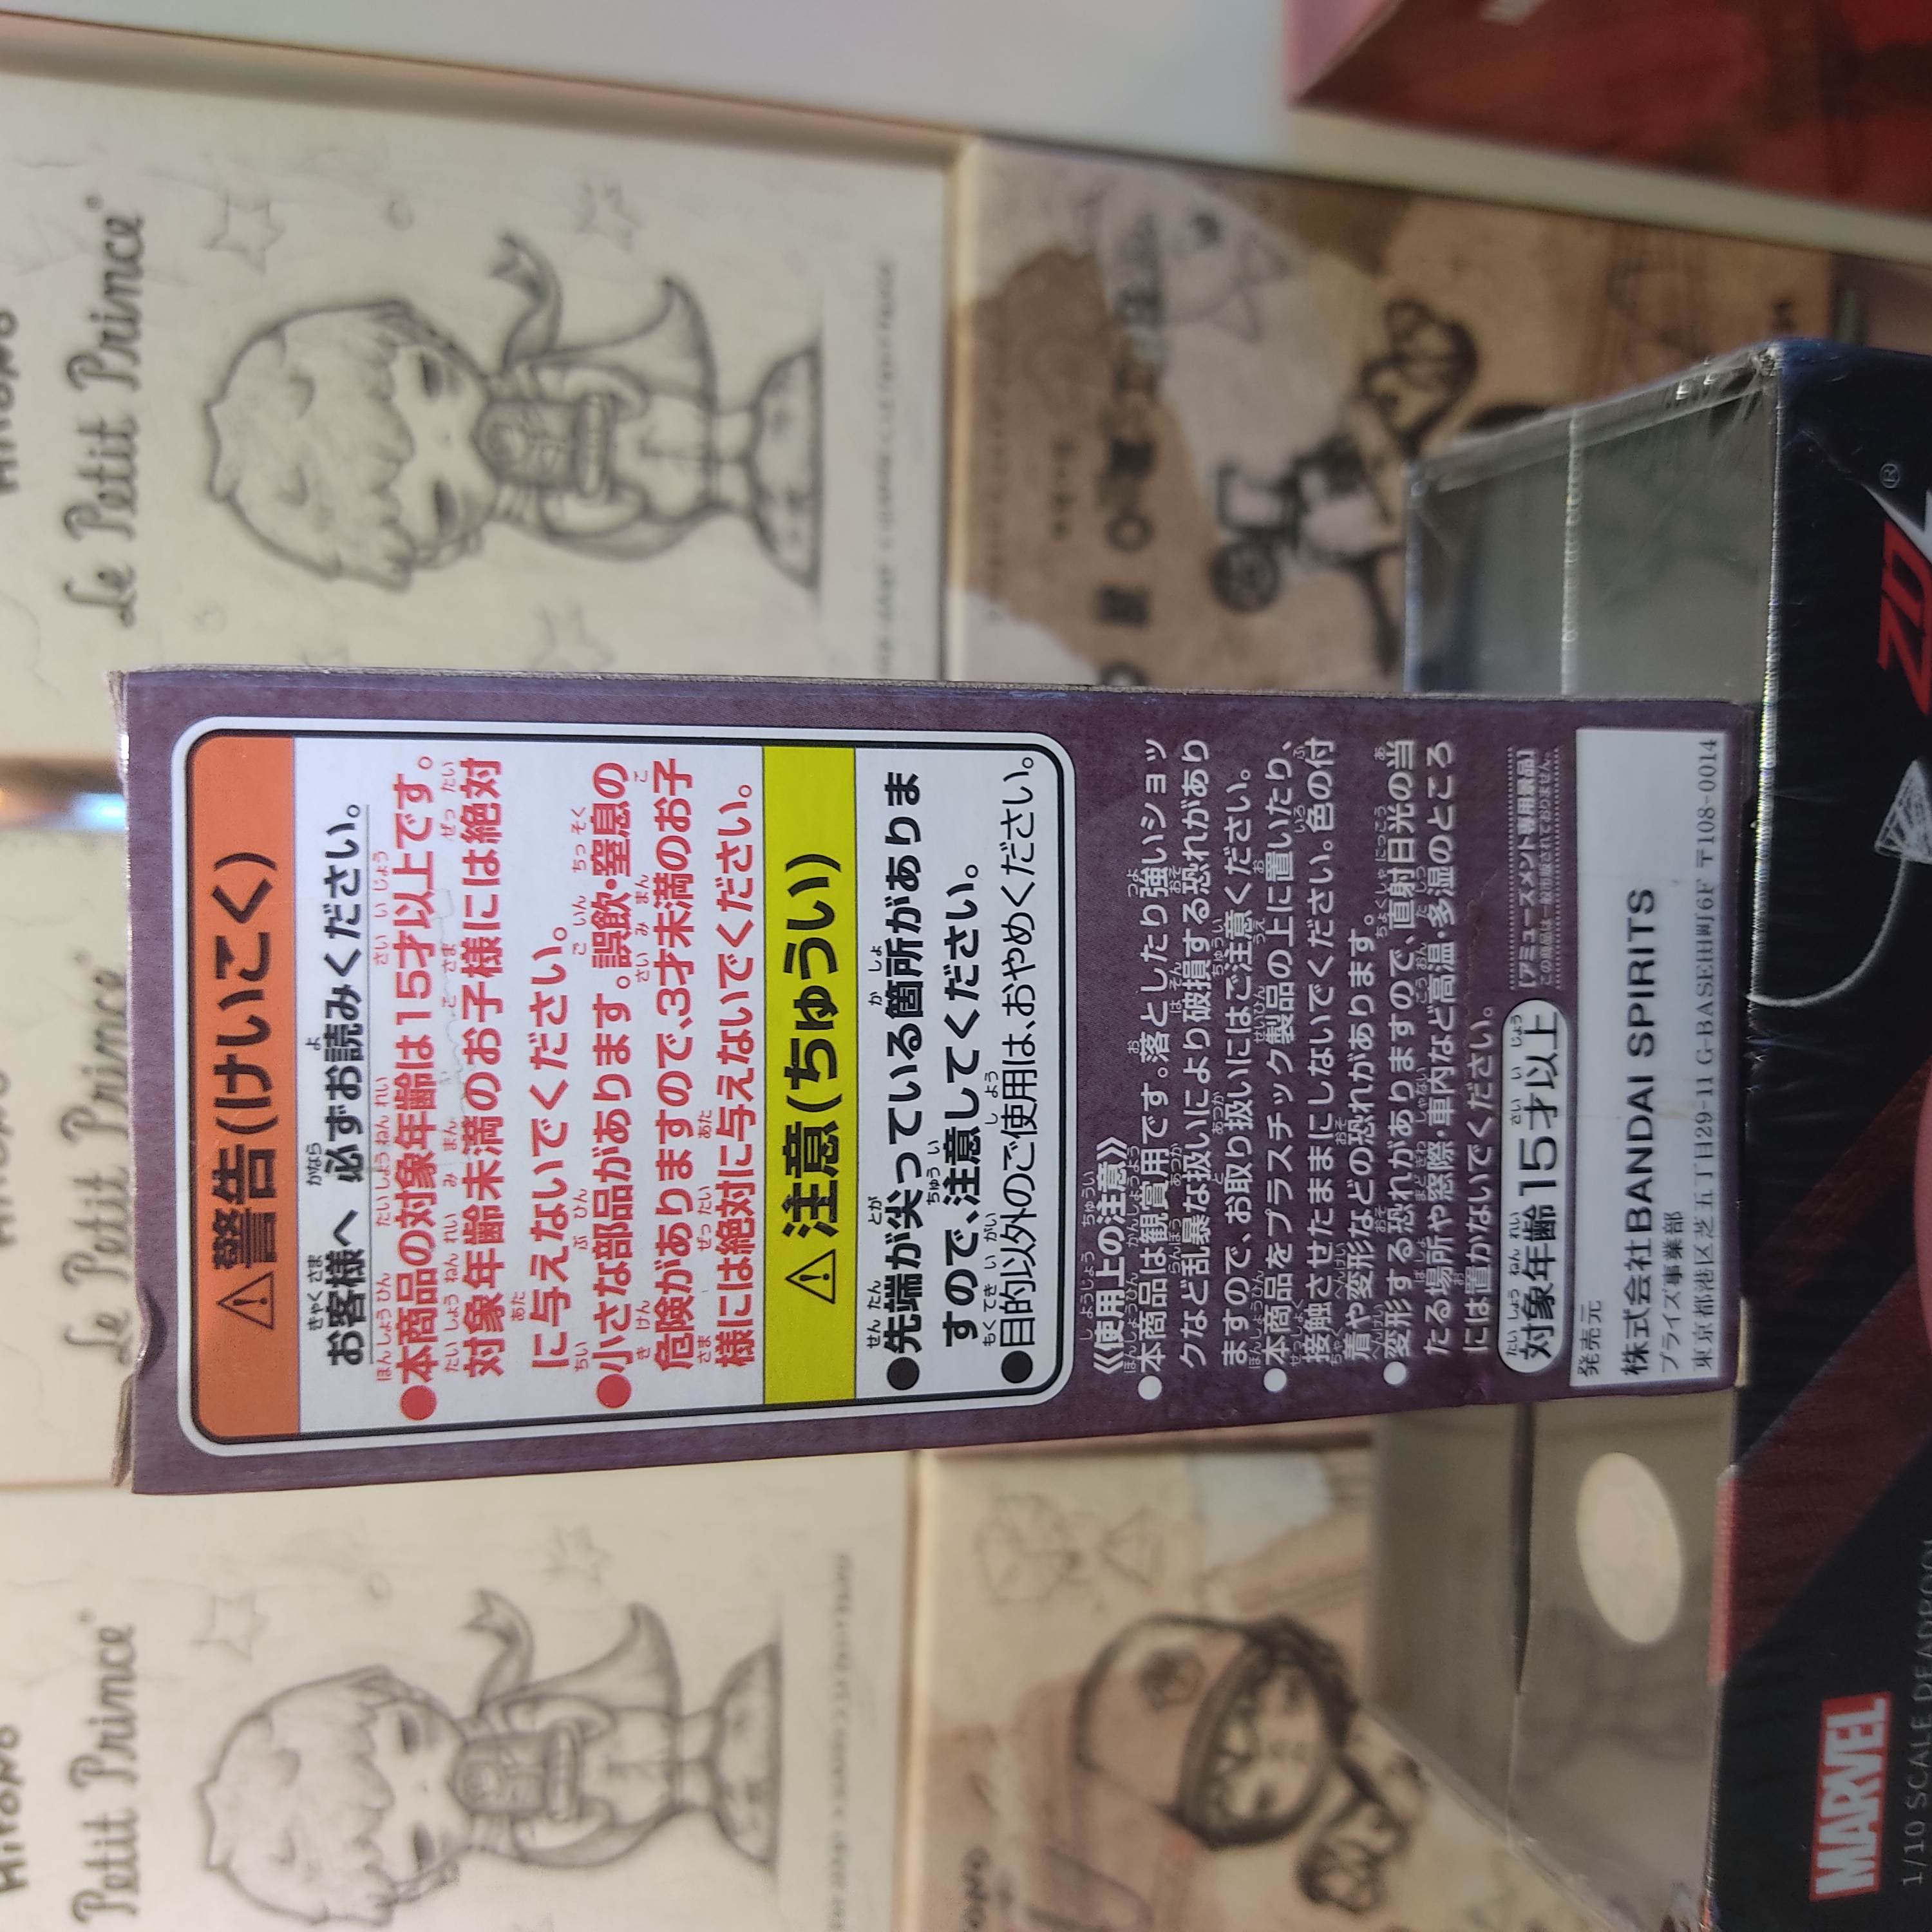 ⚠警告(けいこく)
お客様へ 必ずお読みください。
●本商品の対象年齢は15才以上です。
対象年齢未満のお子様には絶対
に与えないでください。
●小さな部品があります。誤飲・窒息の
危険がありますので、3才未満のお子
様には絶対に与えないでください。
⚠注意(ちゅうい)
●先端が尖っている箇所がありま
すので、注意してください。
●目的以外のご使用は、おやめください。
《使用上の注意》
●本商品は観賞用です。落としたり強いショッ
クなど乱暴な扱いにより破損する恐れがあり
ますので、お取り扱いにはご注意ください。
●本商品をプラスチック製品の上に置いたり、
接触させたままにしないでください。色の付
着や変形などの恐れがあります。
●変形する恐れがありますので、直射日光の当
たる場所や窓際・車内など高温・多湿のところ
には置かないでください。
対象年齢15才以上
[アミューズメント専用景品]
この商品は一般市販されておりません。
発売元
株式会社BANDAI SPIRITS
プライズ事業部
東京都港区芝五丁目29-11 G-BASE田町6F 〒108-0014
Le Petit Prince
Le Petit Prince
Petit Prince
MARVEL
1/10 SCALE DEADPOOL
ZD